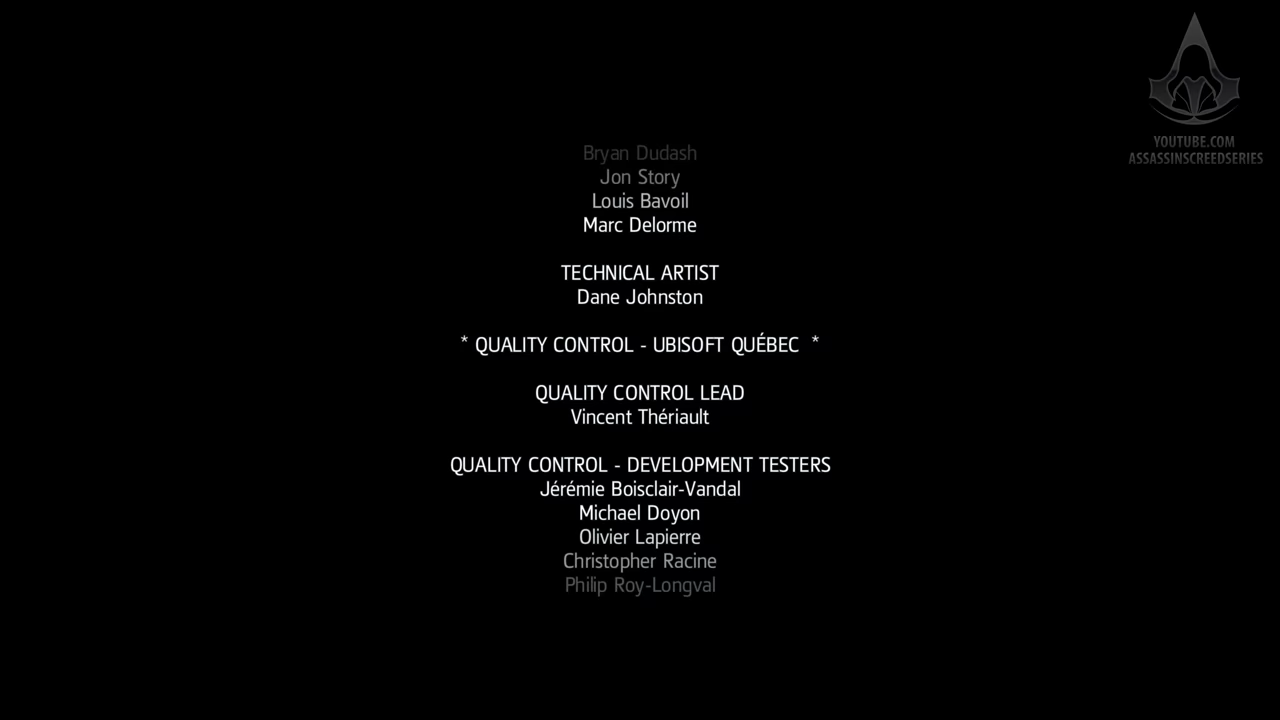 YOUTUBE.COM
ASSASSINSCREEDSERIES
Bryan Dudash
Jon Story
Louis Bavoil
Marc Delorme
TECHNICAL ARTIST
Dane Johnston
* QUALITY CONTROL - UBISOFT QUÉBEC *
QUALITY CONTROL LEAD
Vincent Thériault
QUALITY CONTROL - DEVELOPMENT TESTERS
Jérémie Boisclair-Vandal
Michael Doyon
Olivier Lapierre
Christopher Racine
Philip Roy-Longval